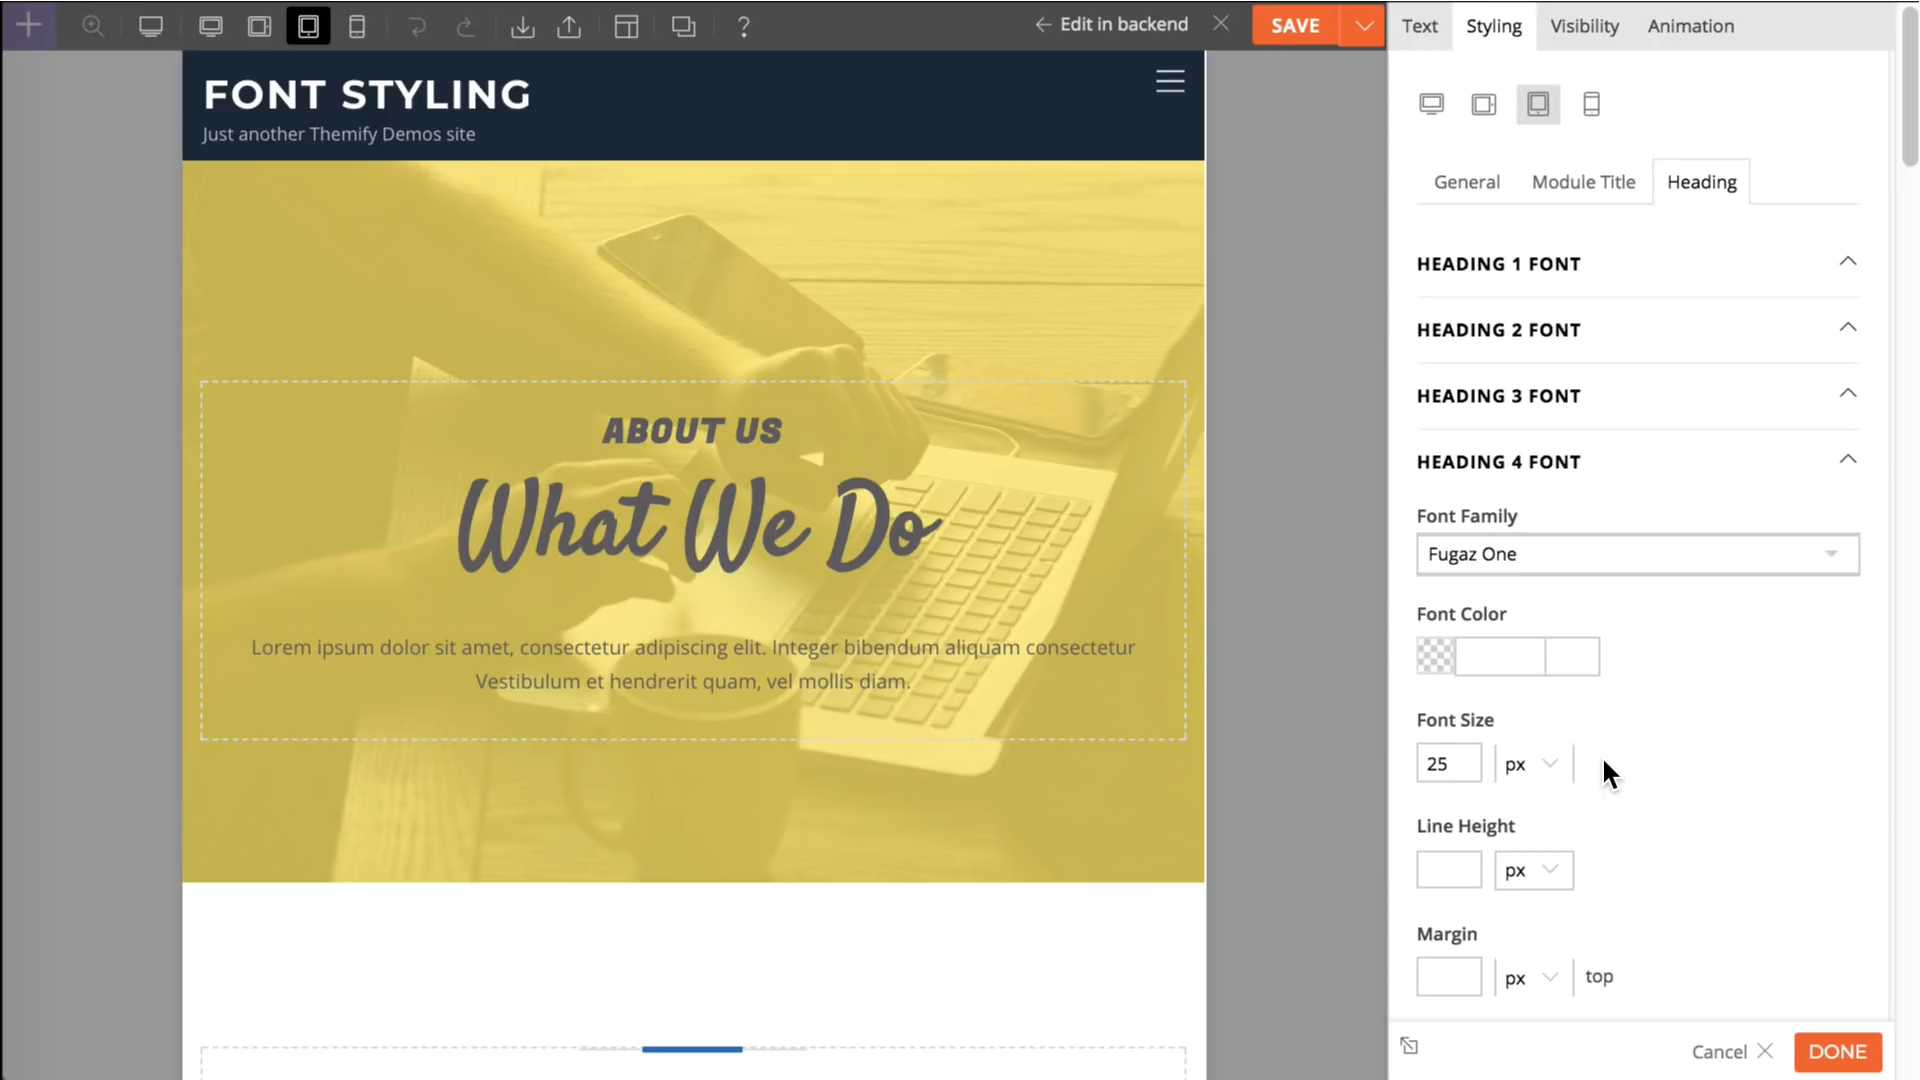 Edit in backend
SAVE
Text
Styling
Visibility
Animation
FONT STYLING
Just another Themify Demos site
ABOUT US
What We Do
Lorem ipsum dolor sit amet, consectetur adipiscing elit. Integer bibendum aliquam consectetur
Vestibulum et hendrerit quam, vel mollis diam.
General
Module Title
Heading
HEADING 1 FONT
HEADING 2 FONT
HEADING 3 FONT
HEADING 4 FONT
Font Family
Fugaz One
Font Color
Font Size
25
px
Line Height
px
Margin
px
top
Cancel
DONE